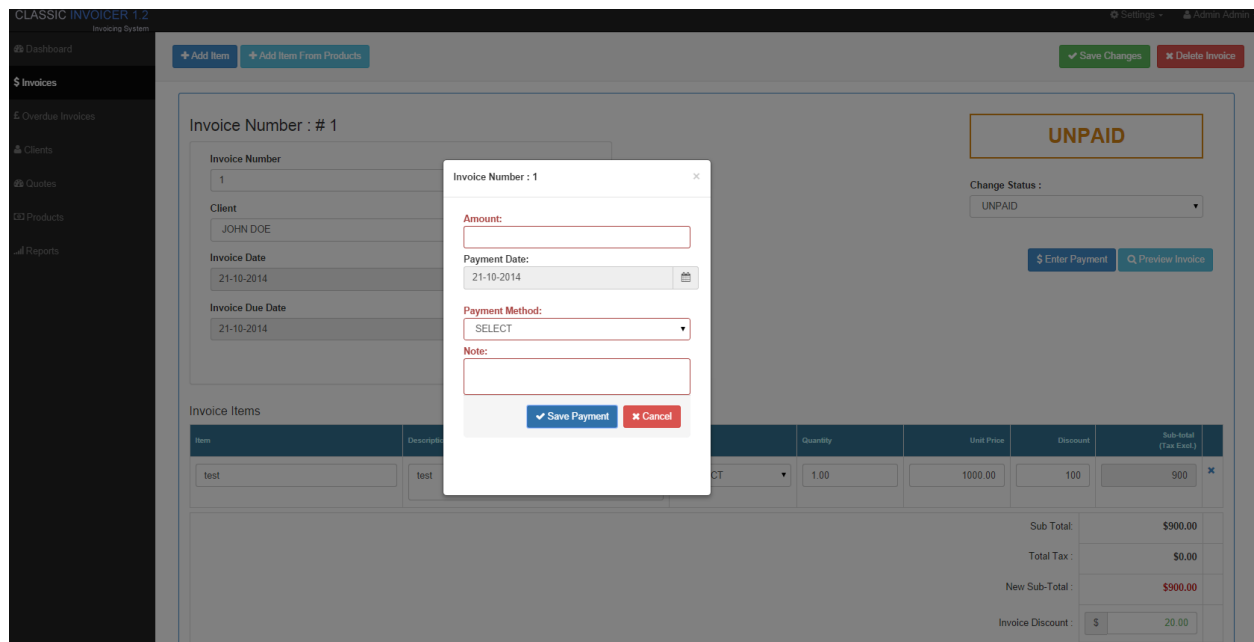 CLASSIC INVOICER 1.2
Invoicing System
Settings
Admin Admin
Dashboard
$ Invoices
£ Overdue Invoices
Clients
Quotes
Products
Reports
+ Add Item
+ Add Item From Products
✔ Save Changes
✖ Delete Invoice
Invoice Number : # 1
UNPAID
Invoice Number
1
Client
JOHN DOE
Invoice Date
21-10-2014
Invoice Due Date
21-10-2014
Change Status :
UNPAID
$ Enter Payment
Preview Invoice
Invoice Number : 1
×
Amount:
Payment Date:
21-10-2014
Payment Method:
SELECT
Note:
✔ Save Payment
✖ Cancel
Invoice Items
Item
Quantity
Unit Price
Discount
Sub-total
(Tax Excl.)
test
test
1.00
1000.00
100
900
✖
Sub Total:
$900.00
Total Tax :
$0.00
New Sub-Total :
$900.00
Invoice Discount :
$
20.00